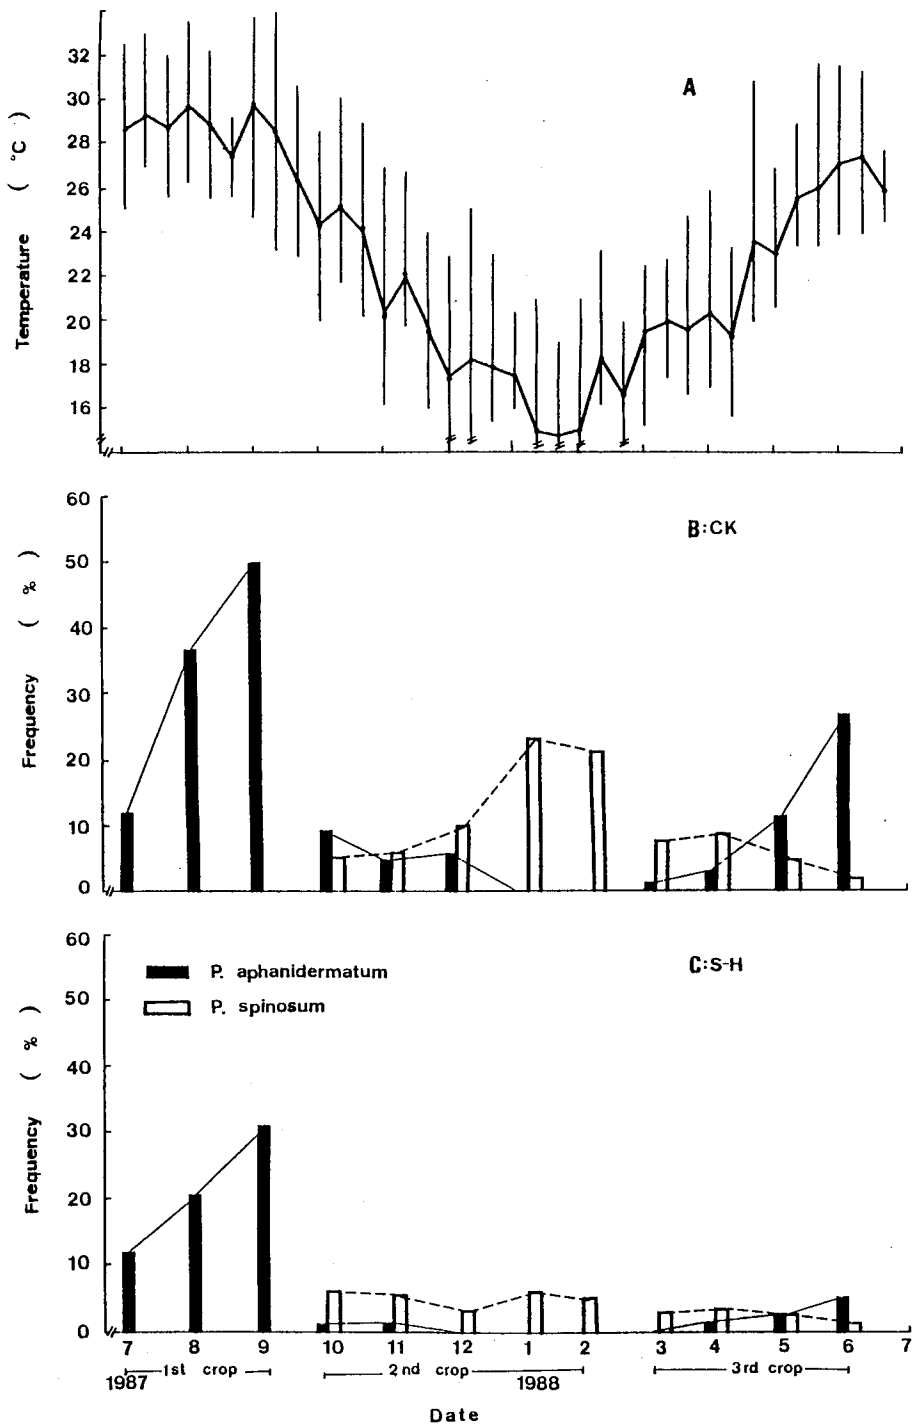 A
Temperature ( °C )
32
30
28
26
24
22
20
18
16
B:CK
Frequency ( % )
60
50
40
30
20
10
0
C:S-H
P. aphanidermatum
P. spinosum
Frequency ( % )
60
50
40
30
20
10
0
7 8 9 10 11 12 1 2 3 4 5 6 7
1st crop 2nd crop 3rd crop
1987 1988
Date